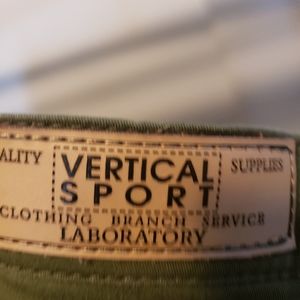 ALITY VERTICAL SUPPLIES
SPORT
CLOTHING BRANCH SERVICE
LABORATORY